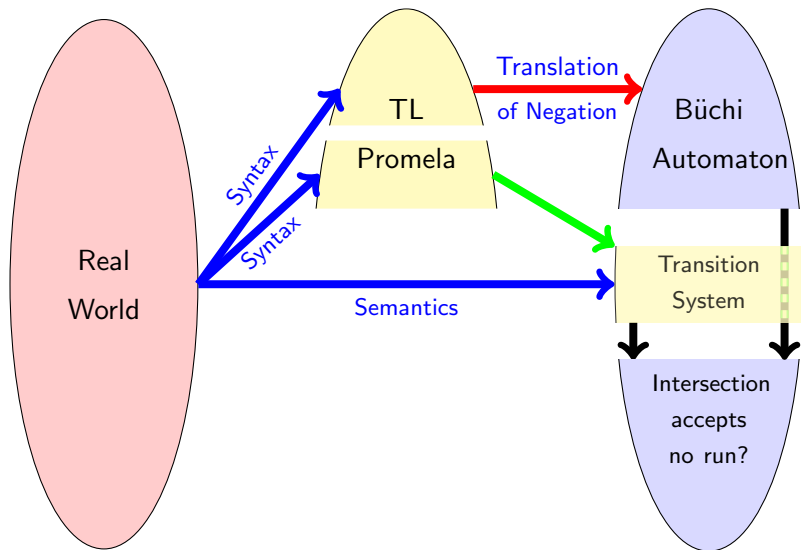 Real
World
Syntax
Syntax
Semantics
TL
Promela
Translation
of Negation
Büchi
Automaton
Transition
System
Intersection
accepts
no run?